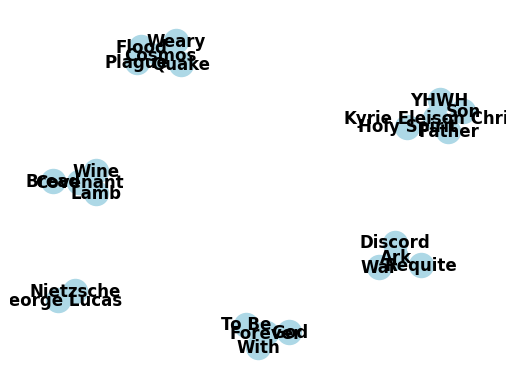 Weary
Flood
Cosmos
Plague
Quake
YHWH
Son
Kyrie Eleison Chri
Holy Spirit
Father
Wine
Bread
Covenant
Lamb
Discord
Ark
War
Requite
Nietzsche
eorge Lucas
To Be
Forever
God
With